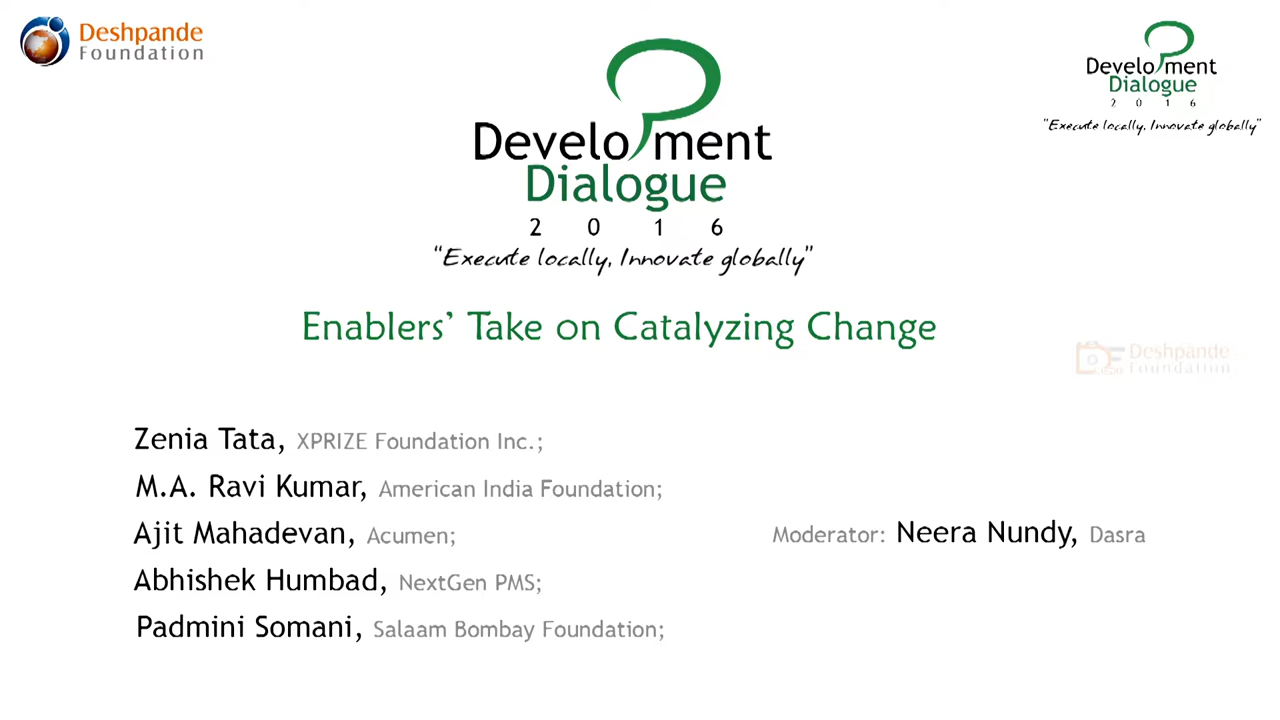 Deshpande
Foundation
Development
Dialogue
2 0 1 6
"Execute locally, Innovate globally"
Development
Dialogue
2 0 1 6
"Execute locally, Innovate globally"
Enablers' Take on Catalyzing Change
Deshpande
Foundation
Zenia Tata, XPRIZE Foundation Inc.;
M.A. Ravi Kumar, American India Foundation;
Ajit Mahadevan, Acumen;
Moderator: Neera Nundy, Dasra
Abhishek Humbad, NextGen PMS;
Padmini Somani, Salaam Bombay Foundation;